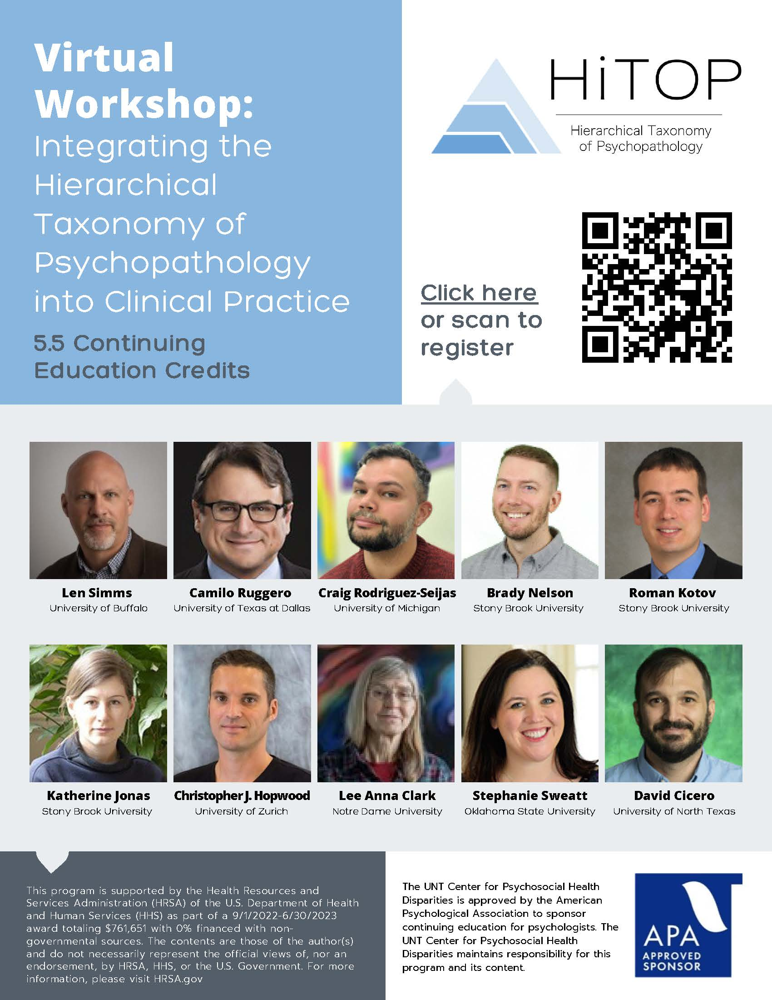 Virtual
Workshop:
Integrating the
Hierarchical
Taxonomy of
Psychopathology
into Clinical Practice
5.5 Continuing
Education Credits
HiTOP
Hierarchical Taxonomy
of Psychopathology
Click here
or scan to
register
Len Simms
University of Buffalo
Camilo Ruggero
University of Texas at Dallas
Craig Rodriguez-Seijas
University of Michigan
Brady Nelson
Stony Brook University
Roman Kotov
Stony Brook University
Katherine Jonas
Stony Brook University
Christopher J. Hopwood
University of Zurich
Lee Anna Clark
Notre Dame University
Stephanie Sweatt
Oklahoma State University
David Cicero
University of North Texas
This program is supported by the Health Resources and
Services Administration (HRSA) of the U.S. Department of Health
and Human Services (HHS) as part of a 9/1/2022-6/30/2023
award totaling $761,651 with 0% financed with non-
governmental sources. The contents are those of the author(s)
and do not necessarily represent the official views of, nor an
endorsement, by HRSA, HHS, or the U.S. Government. For more
information, please visit HRSA.gov
The UNT Center for Psychosocial Health
Disparities is approved by the American
Psychological Association to sponsor
continuing education for psychologists. The
UNT Center for Psychosocial Health
Disparities maintains responsibility for this
program and its content.
APA
APPROVED
SPONSOR